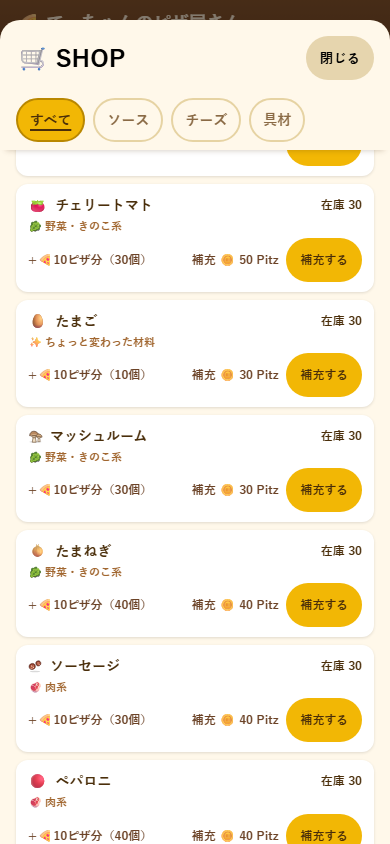 SHOP
閉じる
すべて ソース チーズ 具材
チェリートマト 在庫 30
野菜・きのこ系
+ 10ピザ分（30個） 補充 50 Pitz 補充する
たまご 在庫 30
ちょっと変わった材料
+ 10ピザ分（10個） 補充 30 Pitz 補充する
マッシュルーム 在庫 30
野菜・きのこ系
+ 10ピザ分（30個） 補充 30 Pitz 補充する
たまねぎ 在庫 30
野菜・きのこ系
+ 10ピザ分（40個） 補充 40 Pitz 補充する
ソーセージ 在庫 30
肉系
+ 10ピザ分（30個） 補充 40 Pitz 補充する
ペパロニ 在庫 30
肉系
+ 10ピザ分（40個） 補充 40 Pitz 補充する